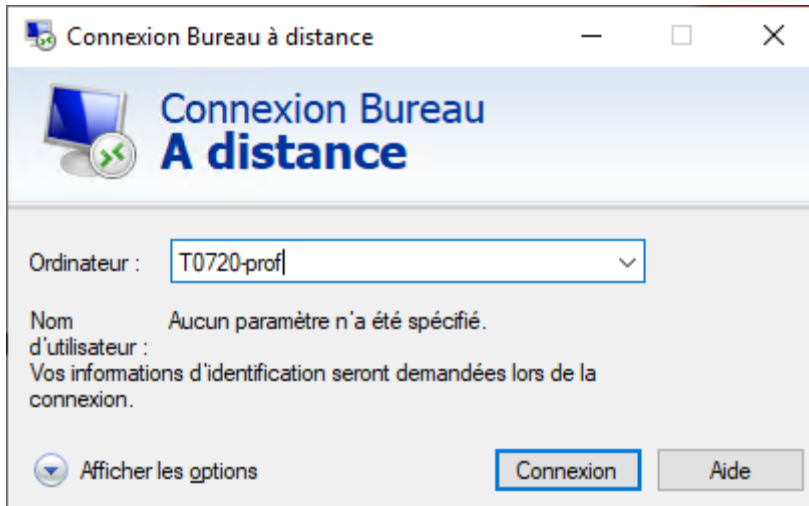 Connexion Bureau à distance
Connexion Bureau
A distance
Ordinateur :
T0720-prof
Nom d'utilisateur :
Aucun paramètre n'a été spécifié.
Vos informations d'identification seront demandées lors de la
connexion.
Afficher les options
Connexion
Aide